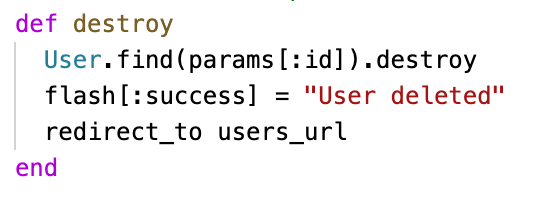 def destroy
  User.find(params[:id]).destroy
  flash[:success] = "User deleted"
  redirect_to users_url
end